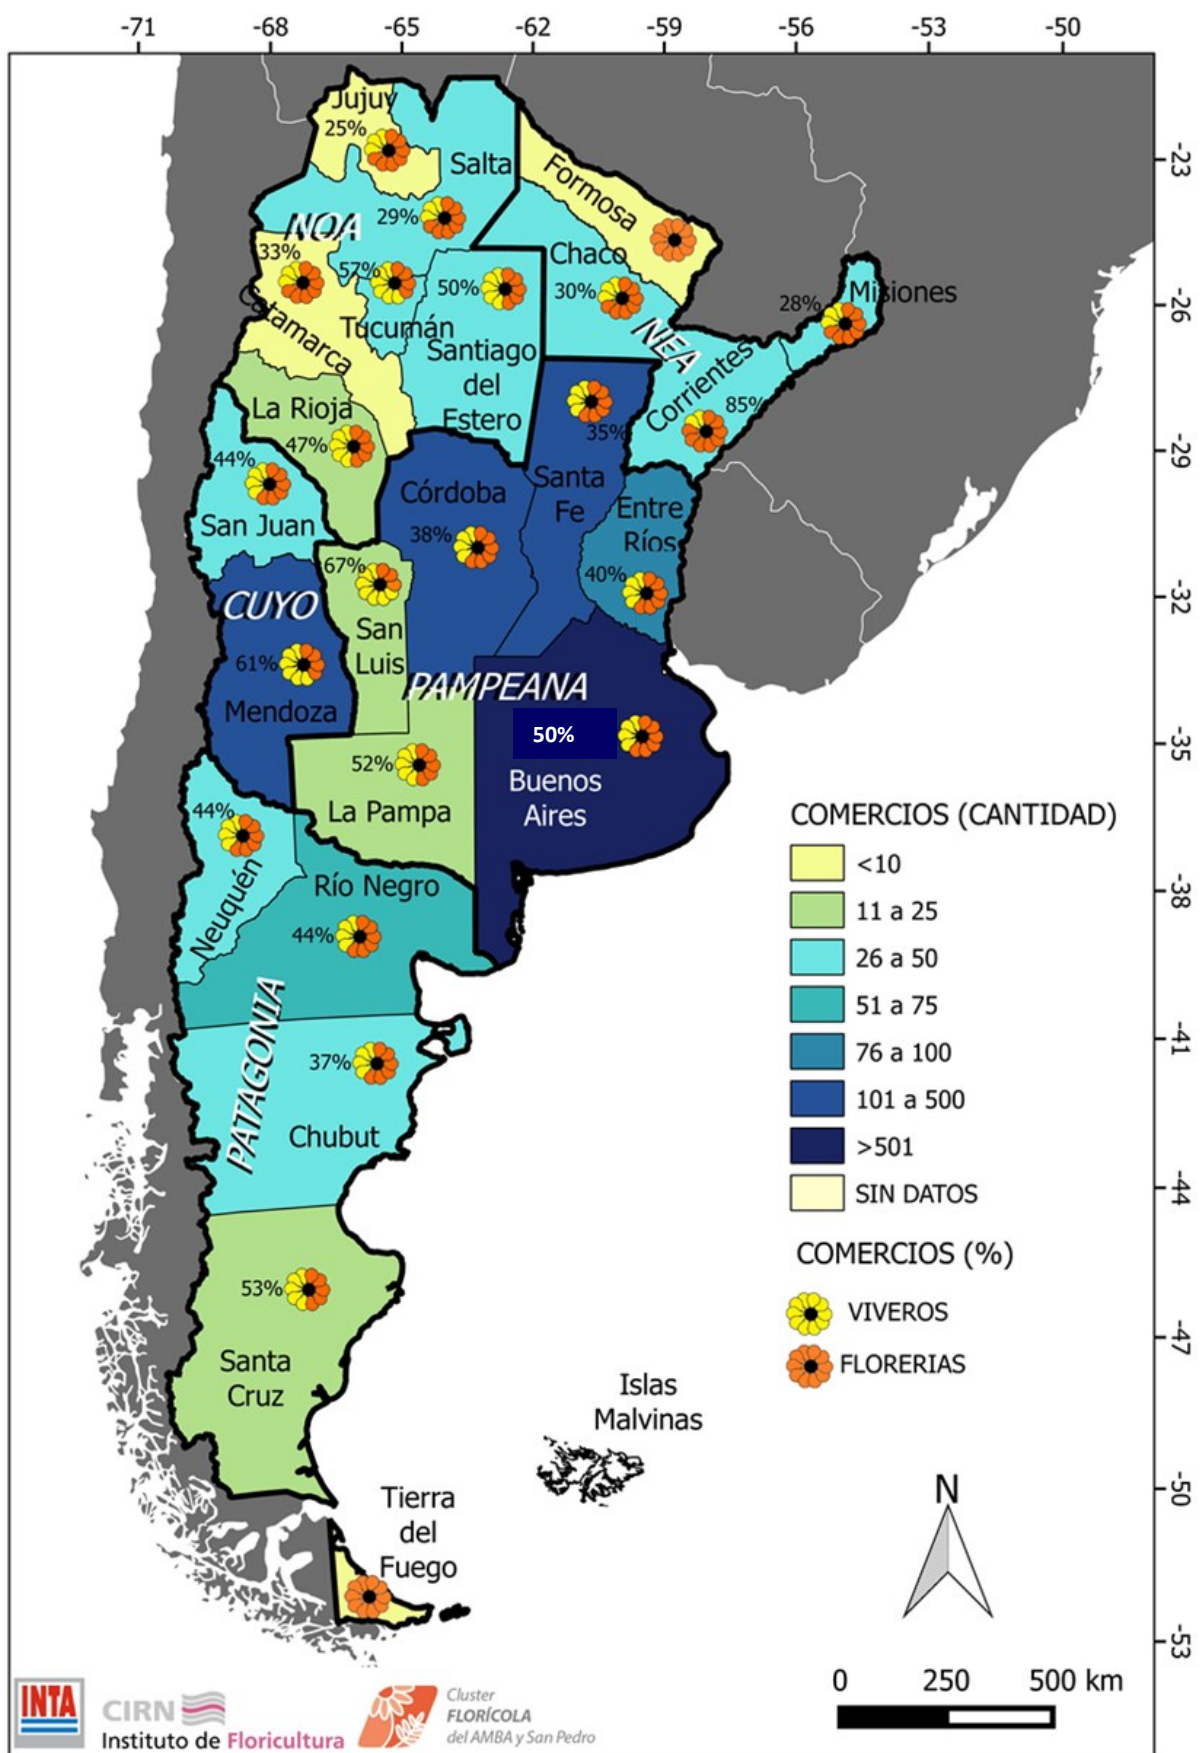 -71
-68
-65
-62
-59
-56
-53
-50
Jujuy
25%
Salta
-23
Formosa
NOA
29%
33%
57%
50%
Chaco
30%
Misiones
28%
-26
Catamarca
Tucumán
Santiago
del
Estero
NEA
Corrientes
85%
La Rioja
47%
35%
44%
-29
San Juan
Córdoba
38%
Santa
Fe
Entre
Ríos
40%
67%
CUYO
-32
San
Luis
61%
Mendoza
PAMPEANA
50%
-35
52%
La Pampa
Buenos
Aires
44%
Neuquén
Río Negro
44%
COMERCIOS (CANTIDAD)
<10
-38
11 a 25
26 a 50
51 a 75
76 a 100
-41
101 a 500
>501
SIN DATOS
-44
PATAGONIA
37%
Chubut
COMERCIOS (%)
VIVEROS
FLORERIAS
53%
-47
Santa
Cruz
Islas
Malvinas
-50
Tierra
del
Fuego
N
-53
0 250 500 km
INTA
CIRN
Instituto de Floricultura
Cluster
FLORÍCOLA
del AMBA y San Pedro